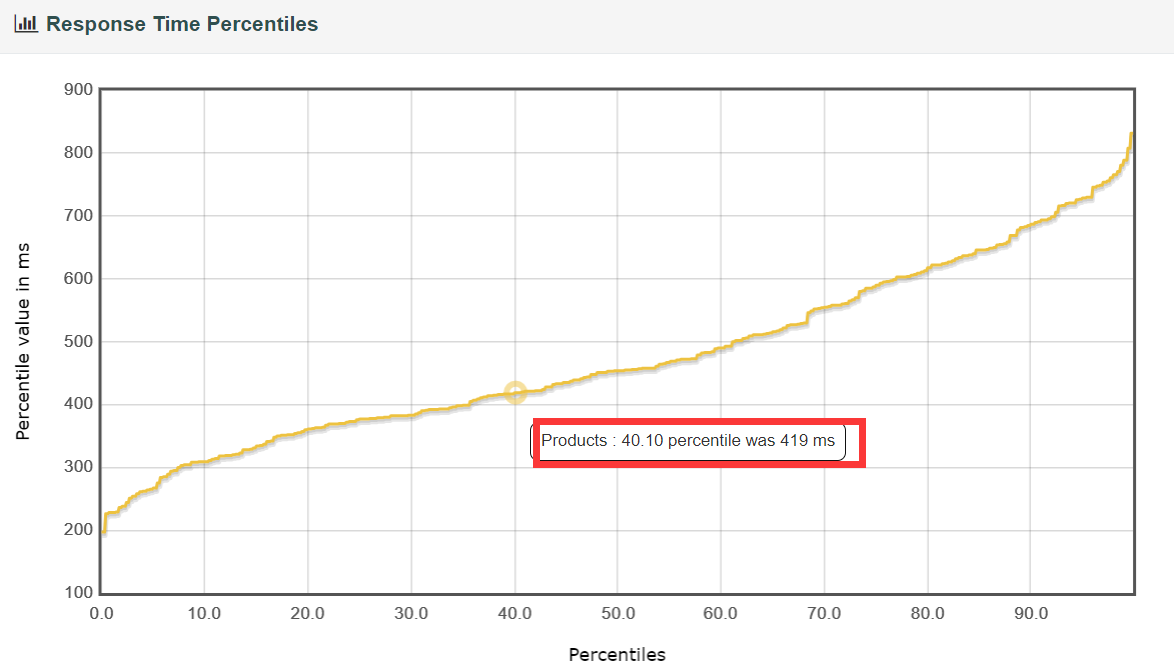 Response Time Percentiles
900
800
700
600
500
400
300
200
100
Percentile value in ms
Products : 40.10 percentile was 419 ms
0.0 10.0 20.0 30.0 40.0 50.0 60.0 70.0 80.0 90.0
Percentiles